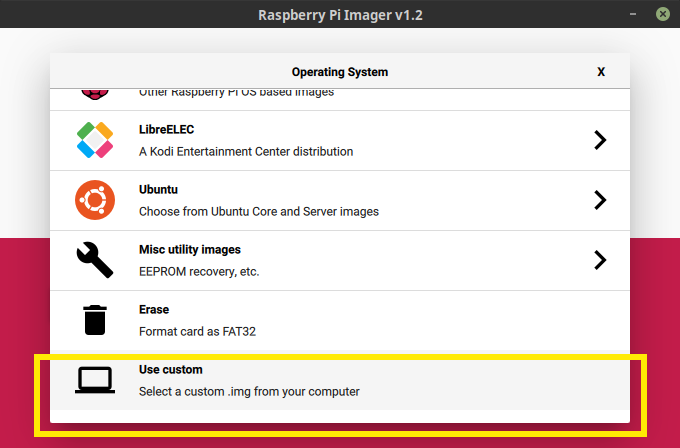 Raspberry Pi Imager v1.2
Operating System X
Other Raspberry Pi OS based images
LibreELEC
A Kodi Entertainment Center distribution
Ubuntu
Choose from Ubuntu Core and Server images
Misc utility images
EEPROM recovery, etc.
Erase
Format card as FAT32
Use custom
Select a custom .img from your computer